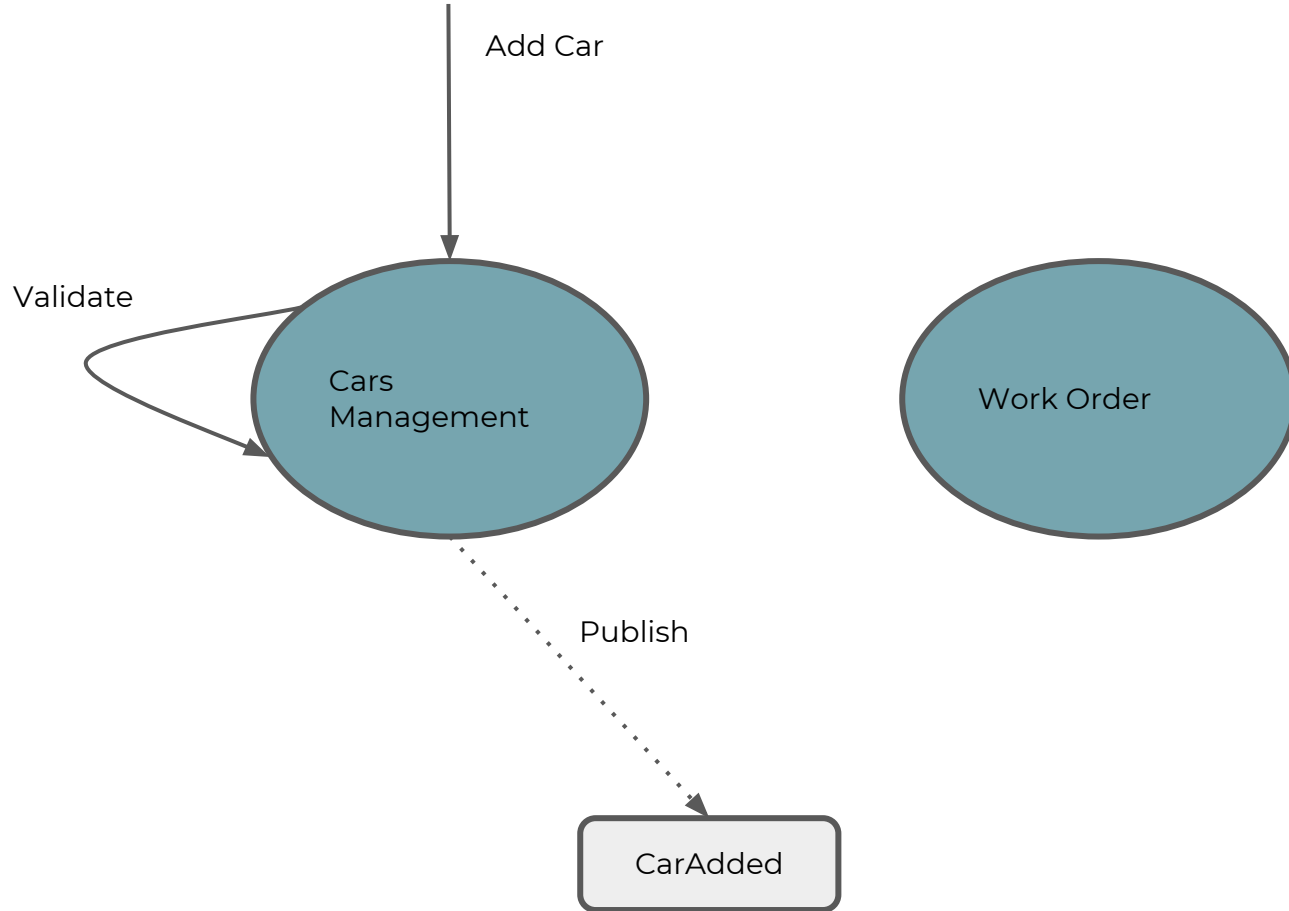 Add Car
Validate
Cars
Management
Work Order
Publish
CarAdded